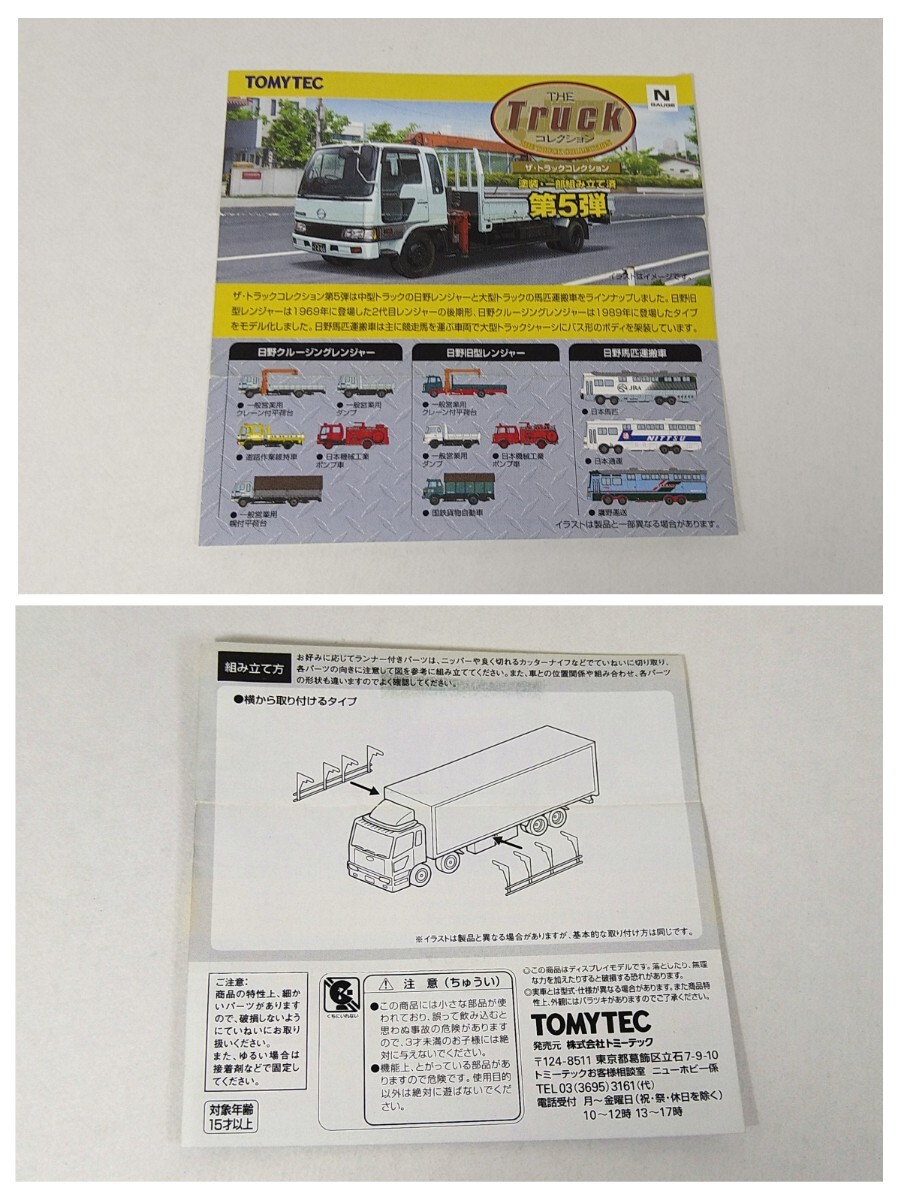 TOMYTEC
THE
Truck
コレクション
THE TRUCK COLLECTION
N
GAUGE
ザ・トラックコレクション
塗装・一部組み立て済
第5弾
イラストはイメージです。
ザ・トラックコレクション第5弾は中型トラックの日野レンジャーと大型トラックの馬匹運搬車をラインナップしました。日野旧
型レンジャーは1969年に登場した2代目レンジャーの後期形、日野クルージングレンジャーは1989年に登場したタイプ
をモデル化しました。日野馬匹運搬車は主に競走馬を運ぶ車両で大型トラックシャーシにバス形のボディを架装しています。
日野クルージングレンジャー
●一般営業用
クレーン付平荷台
●一般営業用
ダンプ
●道路作業維持車
●日本機械工業
ポンプ車
●一般営業用
幌付平荷台
日野旧型レンジャー
●一般営業用
クレーン付平荷台
●一般営業用
ダンプ
●日本機械工業
ポンプ車
●国鉄貨物自動車
日野馬匹運搬車
JRA
●日本馬匹
NITTSU
●日本通運
●鷹野運送
イラストは製品と一部異なる場合があります。
組み立て方
お好みに応じてランナー付きパーツは、ニッパーや良く切れるカッターナイフなどでていねいに切り取り、
各パーツの向きに注意して図を参考に組み立ててください。また、車との位置関係や組み合わせ、各パーツ
の形状も違いますのでよく確認してください。
●横から取り付けるタイプ
※イラストは製品と異なる場合がありますが、基本的な取り付け方は同じです。
ご注意:
商品の特性上、細か
いパーツがあります
ので、破損しないよう
にていねいにお取り
扱いください。
また、ゆるい場合は
接着剤などで固定し
てください。
対象年齢
15才以上
くちにいれない
⚠ 注意(ちゅうい)
●この商品には小さな部品が使
われており、誤って飲み込むと
思わぬ事故の危険があります
ので、3才未満のお子様には絶
対に与えないでください。
●機能上、とがっている部品があ
りますので危険です。使用目的
以外は絶対に遊ばないでくだ
さい。
○この商品はディスプレイモデルです。落としたり、無理
な力を加えたりすると破損する恐れがあります。
○実車とは型式・仕様が異なる場合があります。また商品特
性上、外観にはバラツキがありますのでご了承ください。
TOMYTEC
発売元 株式会社トミーテック
〒124-8511 東京都葛飾区立石7-9-10
トミーテックお客様相談室 ニューホビー係
TEL 03(3695)3161(代)
電話受付 月〜金曜日(祝・祭・休日を除く)
10〜12時 13〜17時